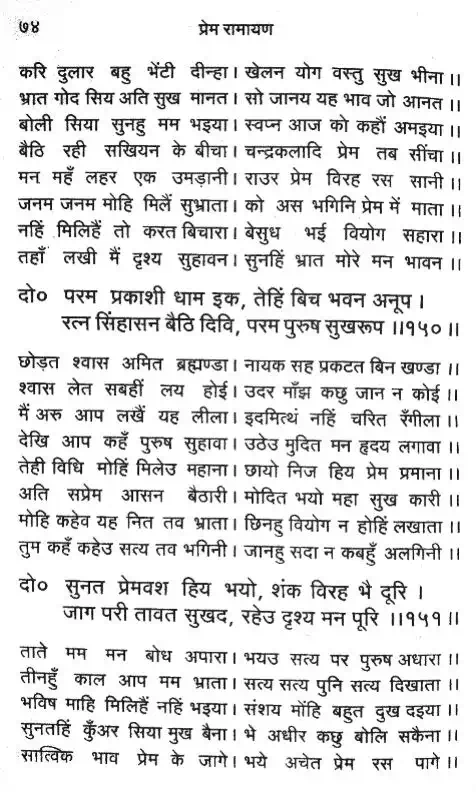 ७४ प्रेम रामायण
करि दुलार बहु भेंटी दीन्हा। खेलन योग वस्तु सुख भीना।।
भ्रात गोद सिय अति सुख मानत। सो जानय यह भाव जो आनत।।
बोली सिया सुनहु मम भइया। स्वप्न आज को कहौं अमइया।।
बैठि रही सखियन के बीचा। चन्द्रकलादि प्रेम तब सींचा।।
मन महँ लहर एक उमड़ानी। राउर प्रेम विरह रस सानी।।
जनम जनम मोहि मिलैं सुभ्राता। को अस भगिनि प्रेम में माता।।
नहिं मिलिहैं तो करत बिचारा। बेसुध भई वियोग सहारा।।
तहाँ लखी मैं दृश्य सुहावन। सुनहिं भ्रात मोरे मन भावन।।
दो० परम प्रकाशी धाम इक, तेहिं बिच भवन अनूप।
रत्न सिंहासन बैठि दिवि, परम पुरुष सुखरूप।।१५०।।
छोड़त श्वास अमित ब्रह्मण्डा। नायक सह प्रकटत बिन खण्डा।।
श्वास लेत सबहीं लय होई। उदर माँझ कछु जान न कोई।।
मैं अरु आप लखैं यह लीला। इदमित्थं नहिं चरित रँगीला।।
देखि आप कहँ पुरुष सुहावा। उठेउ मुदित मन हृदय लगावा।।
तेही विधि मोहिं मिलेउ महाना। छायो निज हिय प्रेम प्रमाना।।
अति सप्रेम आसन बैठारी। मोदित भयो महा सुख कारी।।
मोहि कहेव यह नित तव भ्राता। छिनहु वियोग न होहिं लखाता।।
तुम कहँ कहेउ सत्य तव भगिनी। जानहु सदा न कबहुँ अलगिनी।।
दो० सुनत प्रेमवश हिय भयो, शंक विरह भै दूरि।
जाग परी तावत सुखद, रहेउ दृश्य मन पूरि।।१५१।।
ताते मम मन बोध अपारा। भयउ सत्य पर पुरुष अधारा।।
तीनहुँ काल आप मम भ्राता। सत्य सत्य पुनि सत्य दिखाता।।
भविष माहि मिलिहैं नहिं भइया। संशय मोंहि बहुत दुख दइया।।
सुनतहिं कुँअर सिया मुख बैना। भे अधीर कछु बोलि सकैना।।
सात्विक भाव प्रेम के जागे। भये अचेत प्रेम रस पागे।।